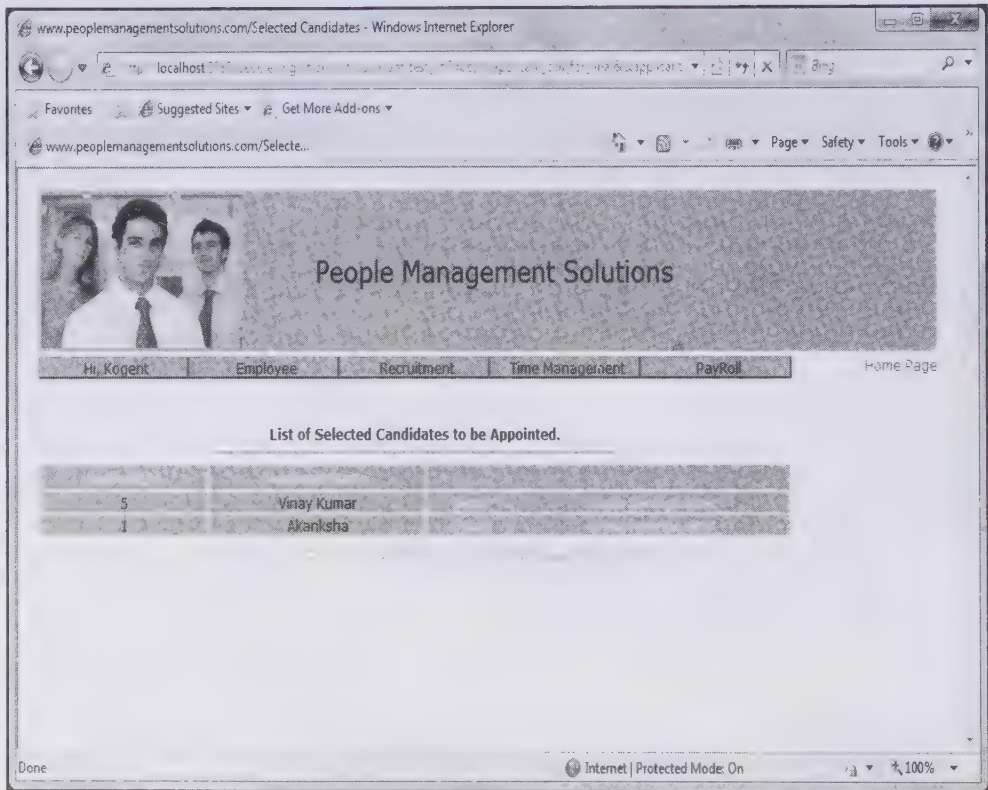 www.peoplemanagementsolutions.com/Selected Candidates - Windows Internet Explorer
localhost
Bing
Favorites Suggested Sites Get More Add-ons
www.peoplemanagementsolutions.com/Selecte...
Page Safety Tools
People Management Solutions
Hi, Kogent Employee Recruitment Time Management PayRoll Home Page
List of Selected Candidates to be Appointed.
5 Vinay Kumar
1 Akanksha
Done Internet | Protected Mode: On 100%